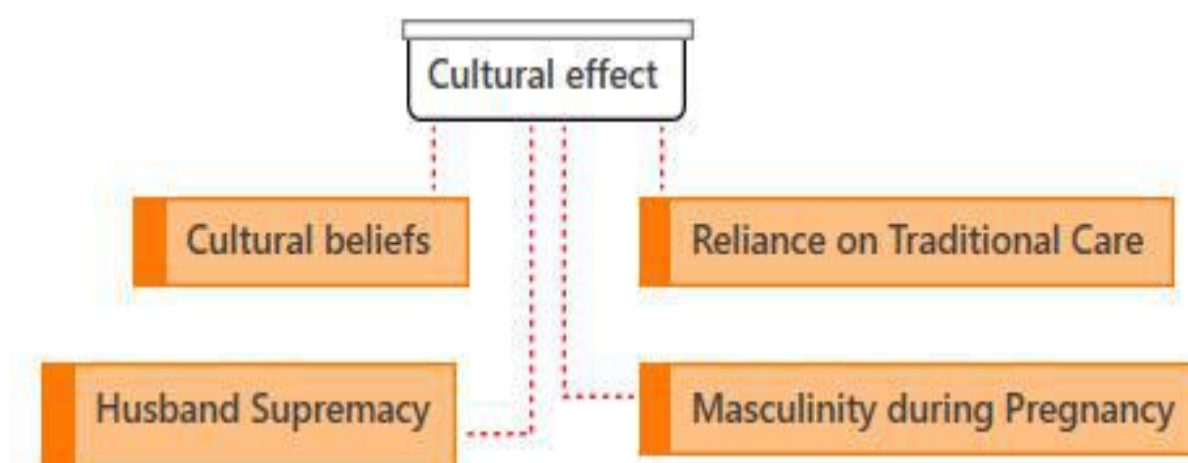 Cultural effect
Cultural beliefs
Reliance on Traditional Care
Husband Supremacy
Masculinity during Pregnancy